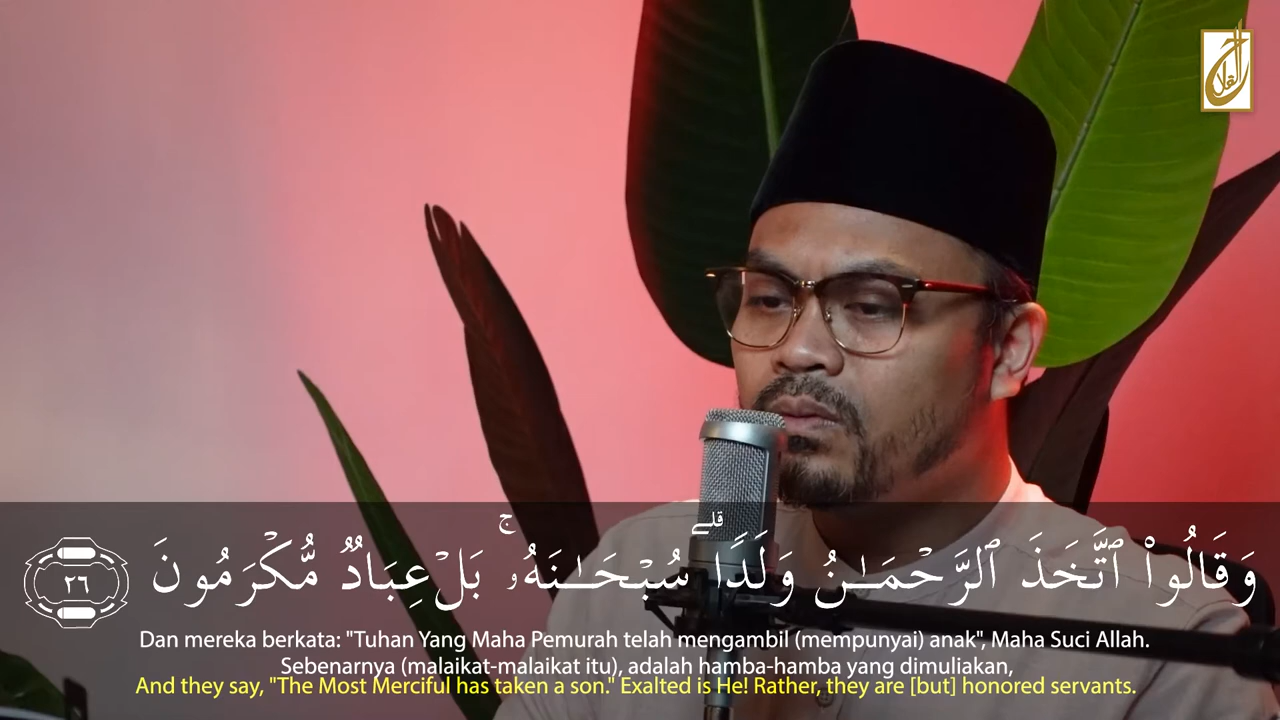 العلا
وَقَالُوا۟ ٱتَّخَذَ ٱلرَّحْمَـٰنُ وَلَدًا ۗ سُبْحَـٰنَهُۥ ۚ بَلْ عِبَادٌ مُّكْرَمُونَ ٢٦
Dan mereka berkata: "Tuhan Yang Maha Pemurah telah mengambil (mempunyai) anak", Maha Suci Allah.
Sebenarnya (malaikat-malaikat itu), adalah hamba-hamba yang dimuliakan,
And they say, "The Most Merciful has taken a son." Exalted is He! Rather, they are [but] honored servants.